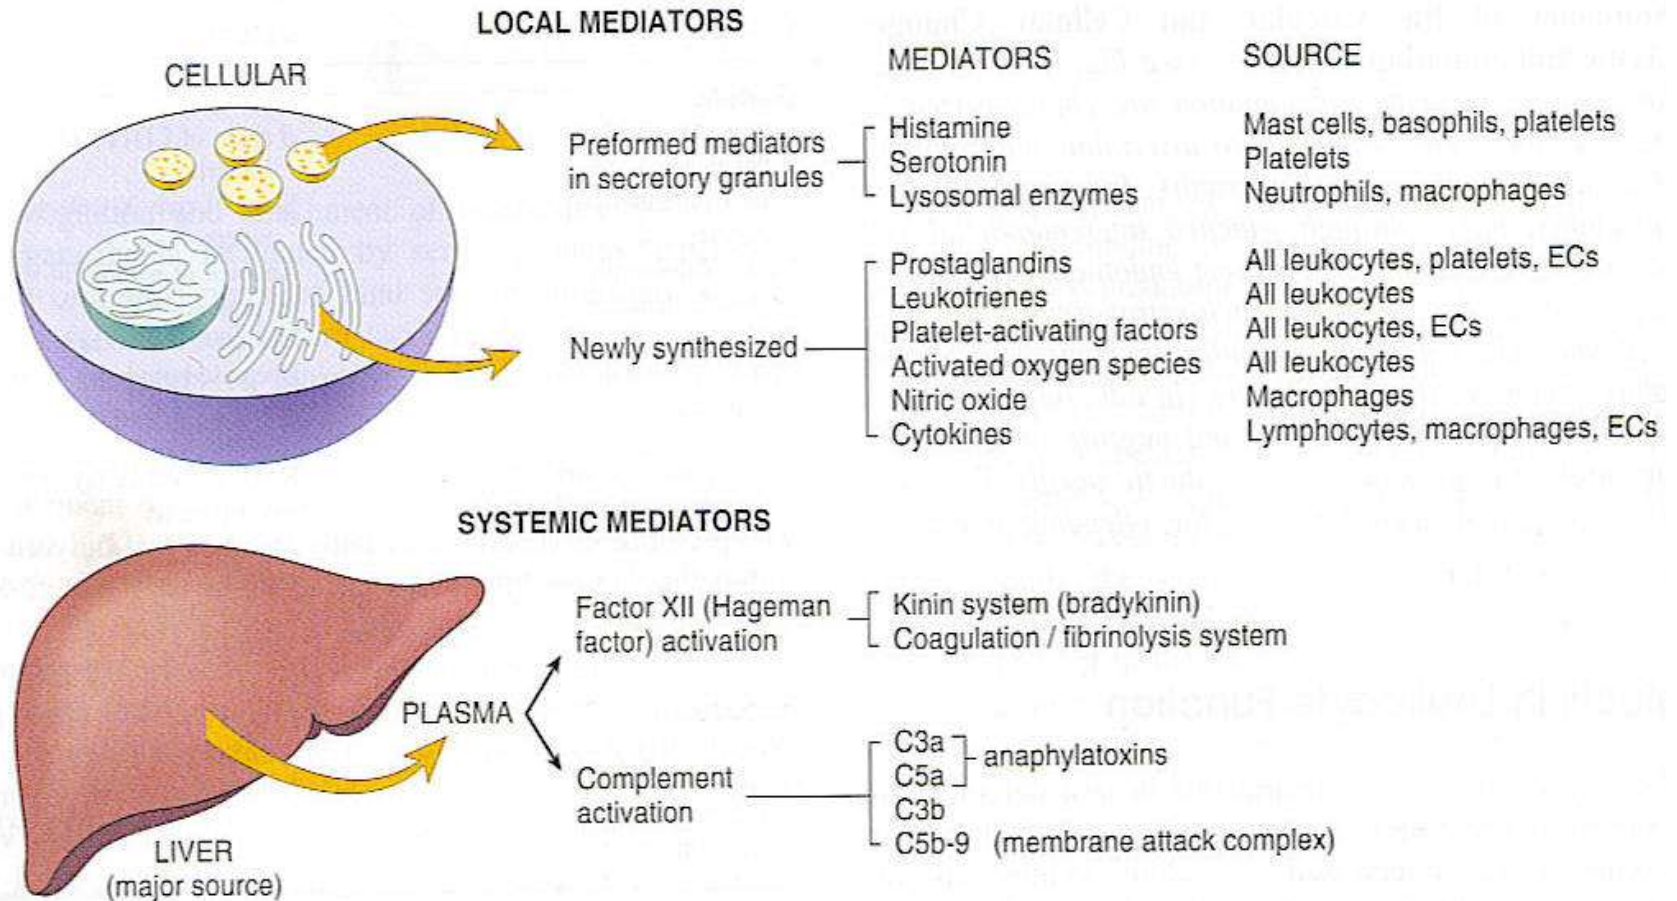 LOCAL MEDIATORS
CELLULAR
MEDIATORS
SOURCE
Preformed mediators
in secretory granules
Histamine
Mast cells, basophils, platelets
Serotonin
Platelets
Lysosomal enzymes
Neutrophils, macrophages
Newly synthesized
Prostaglandins
All leukocytes, platelets, ECs
Leukotrienes
All leukocytes
Platelet-activating factors
All leukocytes, ECs
Activated oxygen species
All leukocytes
Nitric oxide
Macrophages
Cytokines
Lymphocytes, macrophages, ECs
SYSTEMIC MEDIATORS
LIVER
(major source)
PLASMA
Factor XII (Hageman
factor) activation
Kinin system (bradykinin)
Coagulation / fibrinolysis system
Complement
activation
C3a
C5a
anaphylatoxins
C3b
C5b-9 (membrane attack complex)